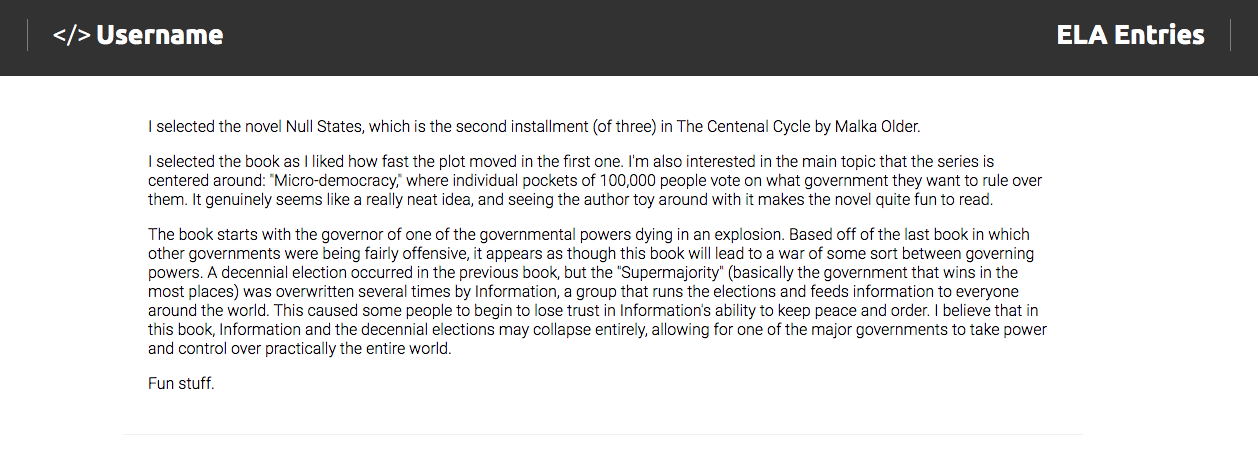 </> Username
ELA Entries
I selected the novel Null States, which is the second installment (of three) in The Centenal Cycle by Malka Older.
I selected the book as I liked how fast the plot moved in the first one. I'm also interested in the main topic that the series is
centered around: "Micro-democracy," where individual pockets of 100,000 people vote on what government they want to rule over
them. It genuinely seems like a really neat idea, and seeing the author toy around with it makes the novel quite fun to read.
The book starts with the governor of one of the governmental powers dying in an explosion. Based off of the last book in which
other governments were being fairly offensive, it appears as though this book will lead to a war of some sort between governing
powers. A decennial election occurred in the previous book, but the "Supermajority" (basically the government that wins in the
most places) was overwritten several times by Information, a group that runs the elections and feeds information to everyone
around the world. This caused some people to begin to lose trust in Information's ability to keep peace and order. I believe that in
this book, Information and the decennial elections may collapse entirely, allowing for one of the major governments to take power
and control over practically the entire world.
Fun stuff.